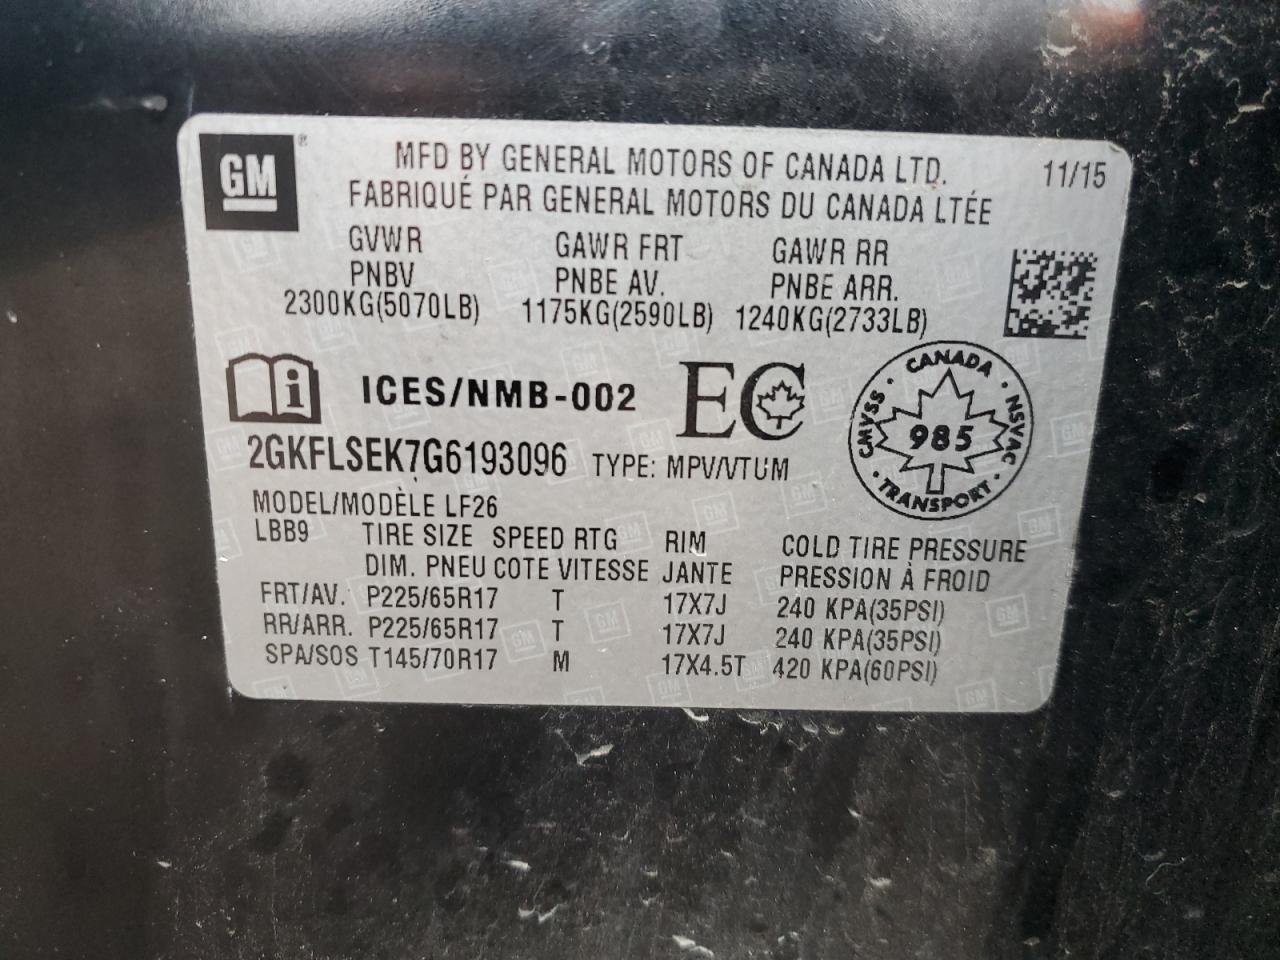 GM®
MFD BY GENERAL MOTORS OF CANADA LTD. 11/15
FABRIQUÉ PAR GENERAL MOTORS DU CANADA LTÉE
GVWR GAWR FRT GAWR RR
PNBV PNBE AV. PNBE ARR.
2300KG(5070LB) 1175KG(2590LB) 1240KG(2733LB)
i ICES/NMB-002 EC
CANADA · NSVAC · TRANSPORT · CMVSS ·
985
2GKFLSEK7G6193096 TYPE: MPV/VTUM
MODEL/MODÈLE LF26
LBB9 TIRE SIZE SPEED RTG RIM COLD TIRE PRESSURE
DIM. PNEU COTE VITESSE JANTE PRESSION À FROID
FRT/AV. P225/65R17 T 17X7J 240 KPA(35PSI)
RR/ARR. P225/65R17 T 17X7J 240 KPA(35PSI)
SPA/SOS T145/70R17 M 17X4.5T 420 KPA(60PSI)